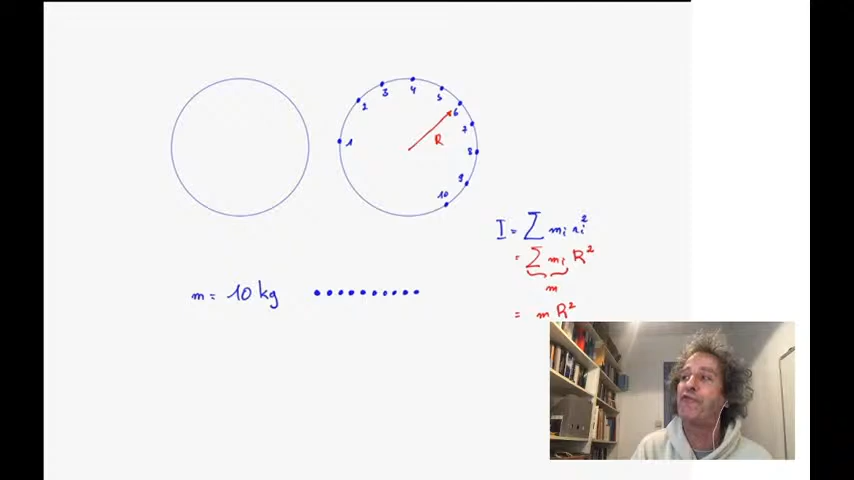 1 2 3 4 5 6 7 8 9 10
R
I = ∑ mᵢ rᵢ²
= ∑ mᵢ R²
m
= m R²
m = 10 kg